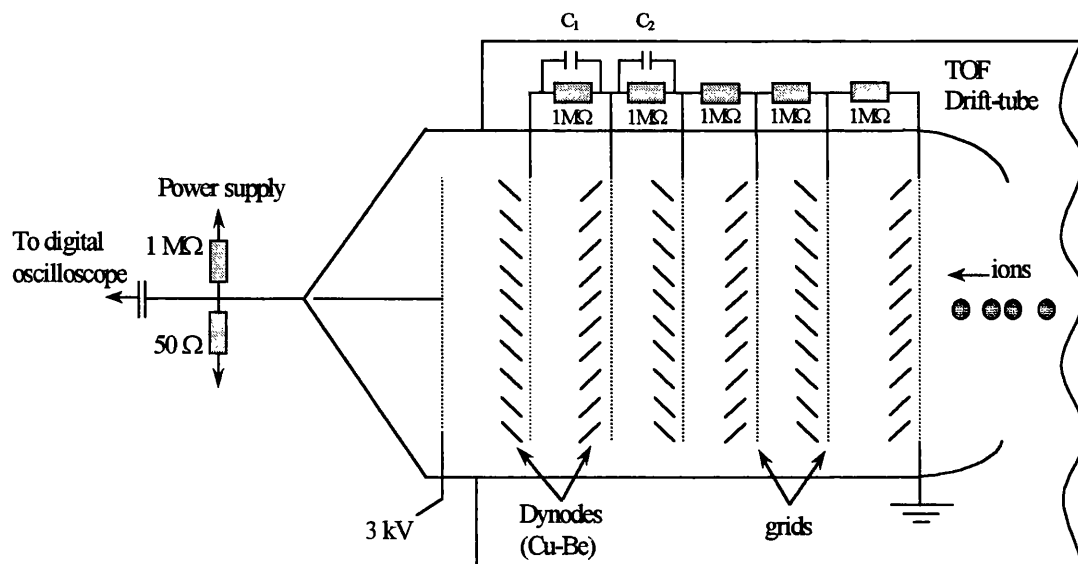 C₁
C₂
1MΩ
1MΩ
1MΩ
1MΩ
1MΩ
TOF
Drift-tube
Power supply
To digital
oscilloscope
1 MΩ
50 Ω
ions
3 kV
Dynodes
(Cu-Be)
grids